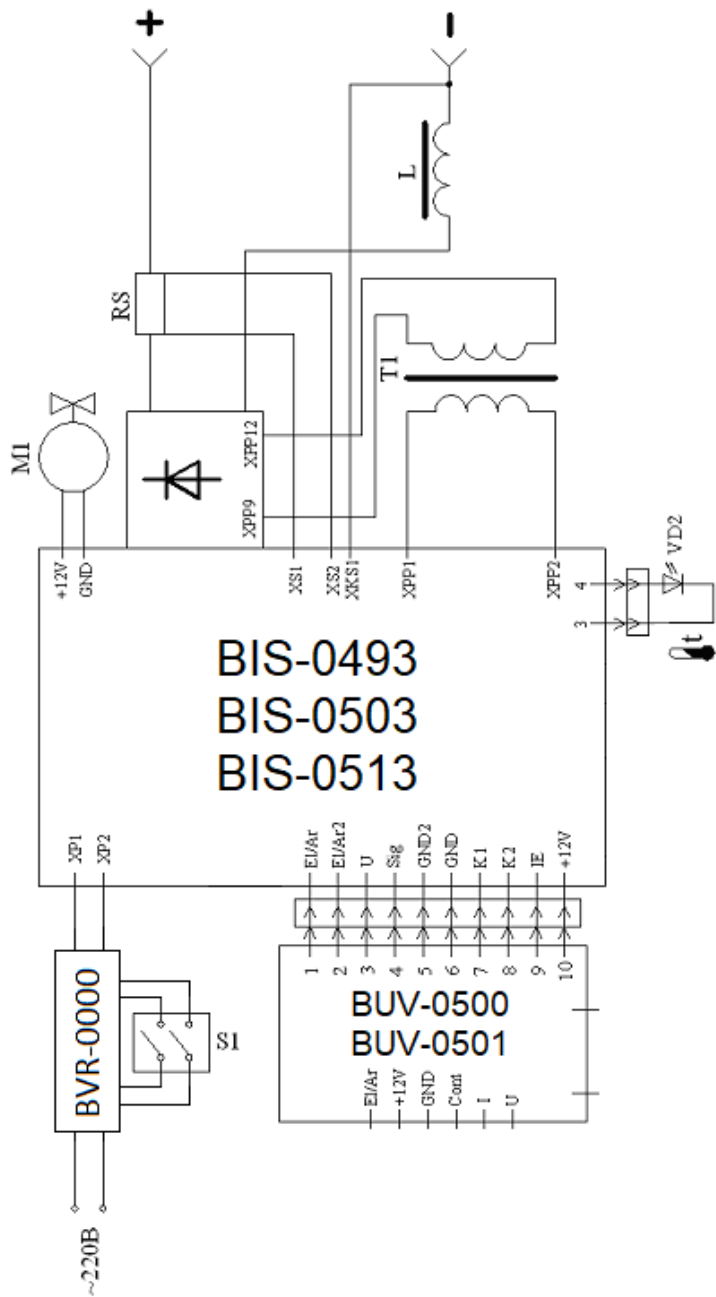 +
-
L
RS
T1
M1
XPP12
XPP9
+12V
GND
XS1
XS2
XKS1
XPP1
XPP2
4
3
VD2
t
BIS-0493
BIS-0503
BIS-0513
XP1
XP2
El/Ar
El/Ar2
U
Sig
GND2
GND
K1
K2
IE
+12V
1
2
3
4
5
6
7
8
9
10
BVR-0000
S1
BUV-0500
BUV-0501
El/Ar
+12V
GND
Cont
I
U
~220В